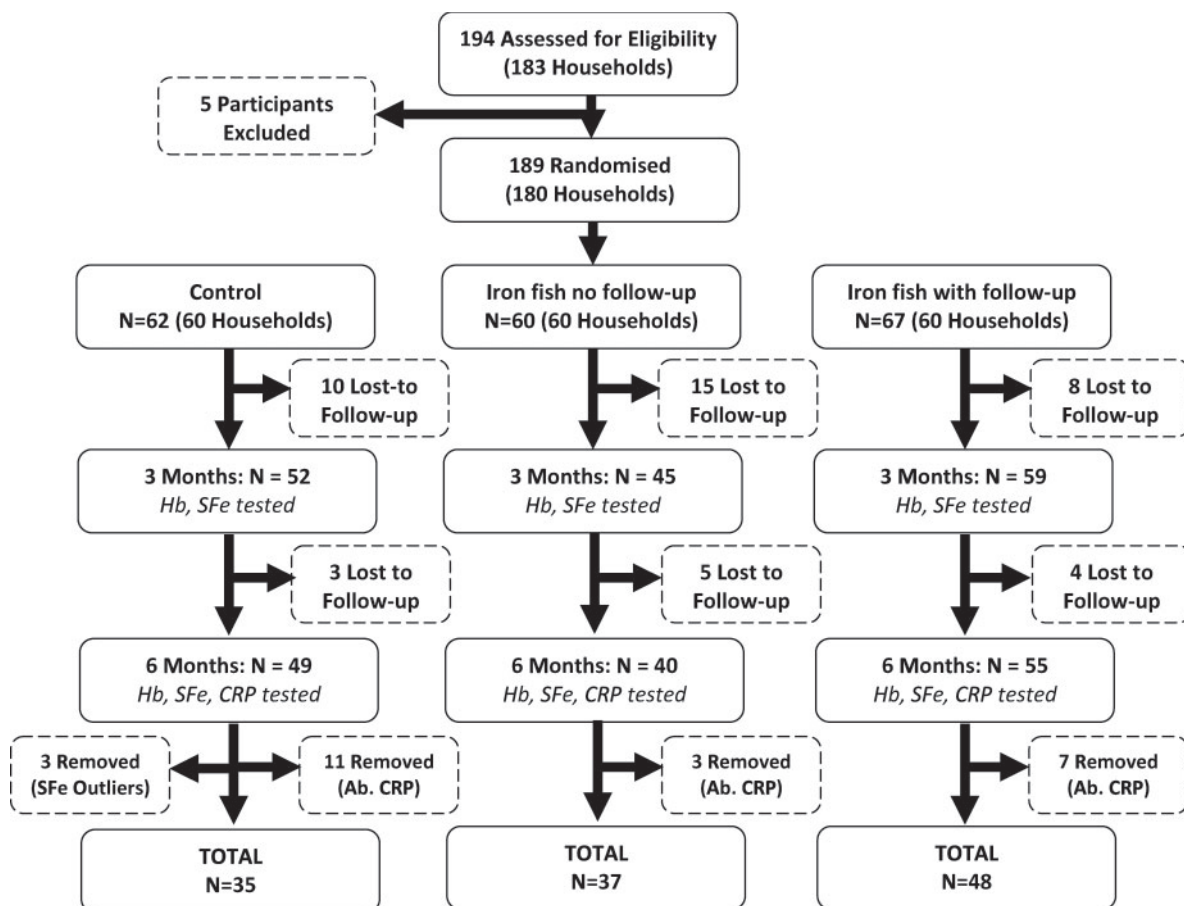 194 Assessed for Eligibility
(183 Households)
5 Participants
Excluded
189 Randomised
(180 Households)
Control
N=62 (60 Households)
Iron fish no follow-up
N=60 (60 Households)
Iron fish with follow-up
N=67 (60 Households)
10 Lost-to
Follow-up
15 Lost to
Follow-up
8 Lost to
Follow-up
3 Months: N = 52
Hb, SFe tested
3 Months: N = 45
Hb, SFe tested
3 Months: N = 59
Hb, SFe tested
3 Lost to
Follow-up
5 Lost to
Follow-up
4 Lost to
Follow-up
6 Months: N = 49
Hb, SFe, CRP tested
6 Months: N = 40
Hb, SFe, CRP tested
6 Months: N = 55
Hb, SFe, CRP tested
3 Removed
(SFe Outliers)
11 Removed
(Ab. CRP)
3 Removed
(Ab. CRP)
7 Removed
(Ab. CRP)
TOTAL
N=35
TOTAL
N=37
TOTAL
N=48